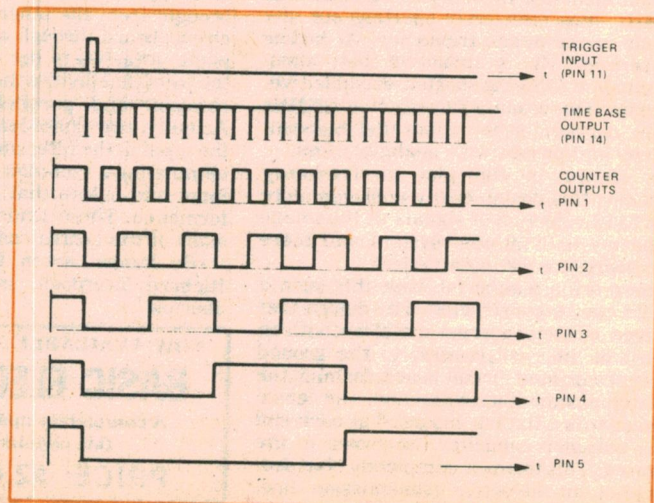 TRIGGER
INPUT
(PIN 11)
t
TIME BASE
OUTPUT
(PIN 14)
COUNTER
OUTPUTS
t PIN 1
t PIN 2
t PIN 3
t PIN 4
t PIN 5